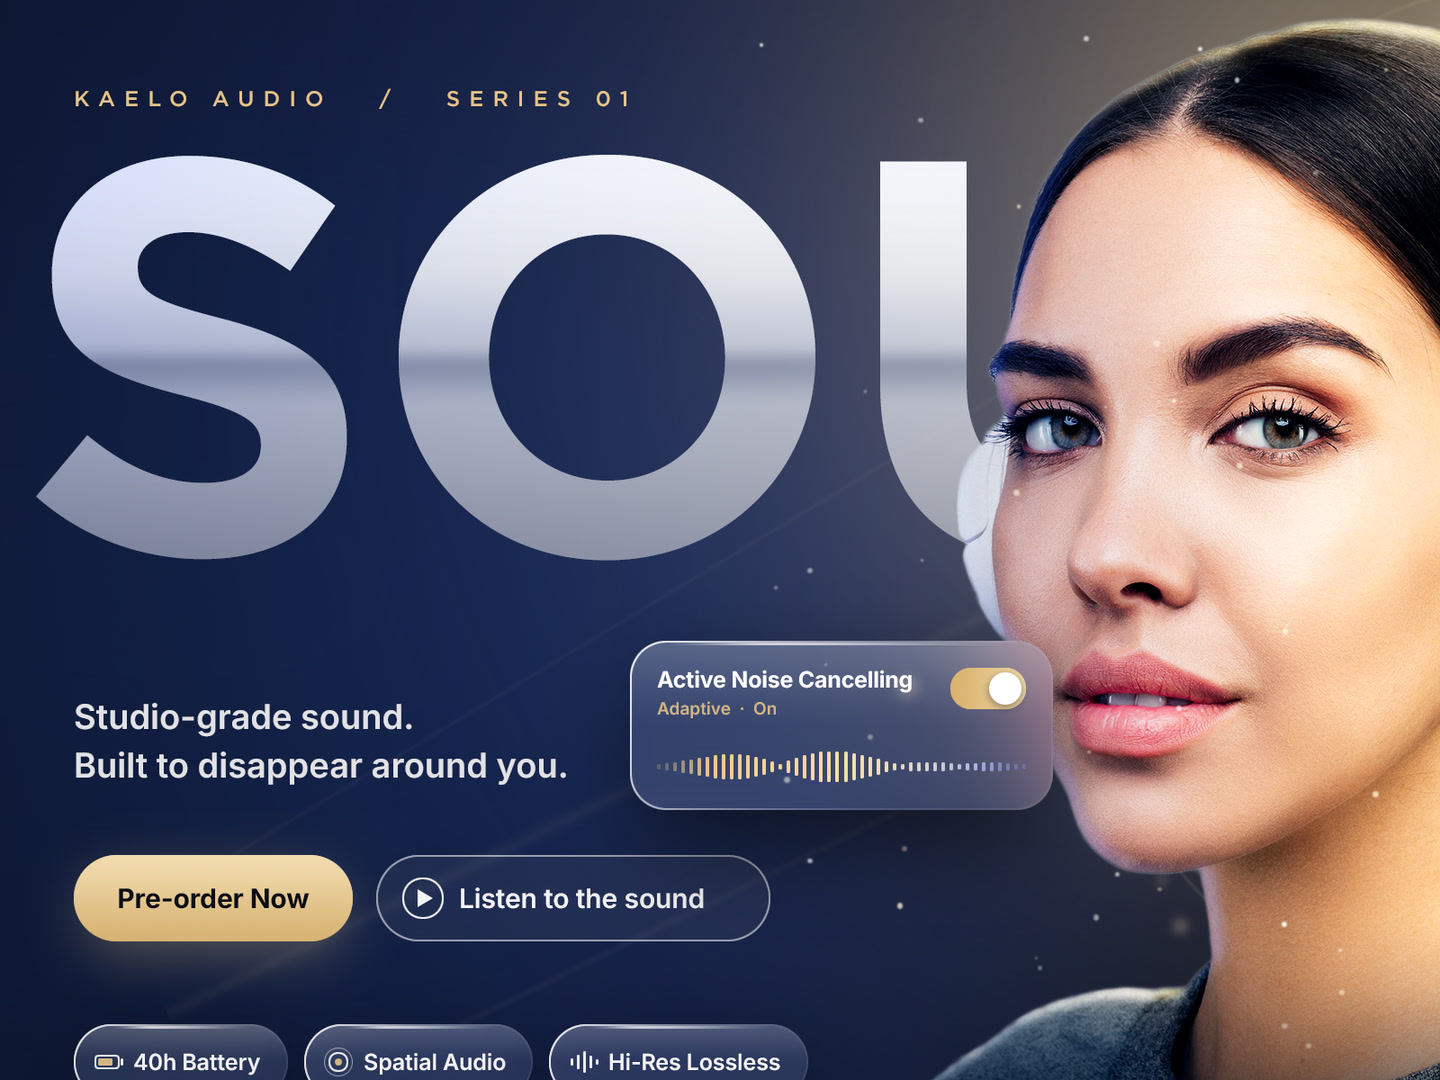 KAELO AUDIO / SERIES 01
SOU
Active Noise Cancelling
Adaptive · On
Studio-grade sound.
Built to disappear around you.
Pre-order Now
Listen to the sound
40h Battery
Spatial Audio
Hi-Res Lossless